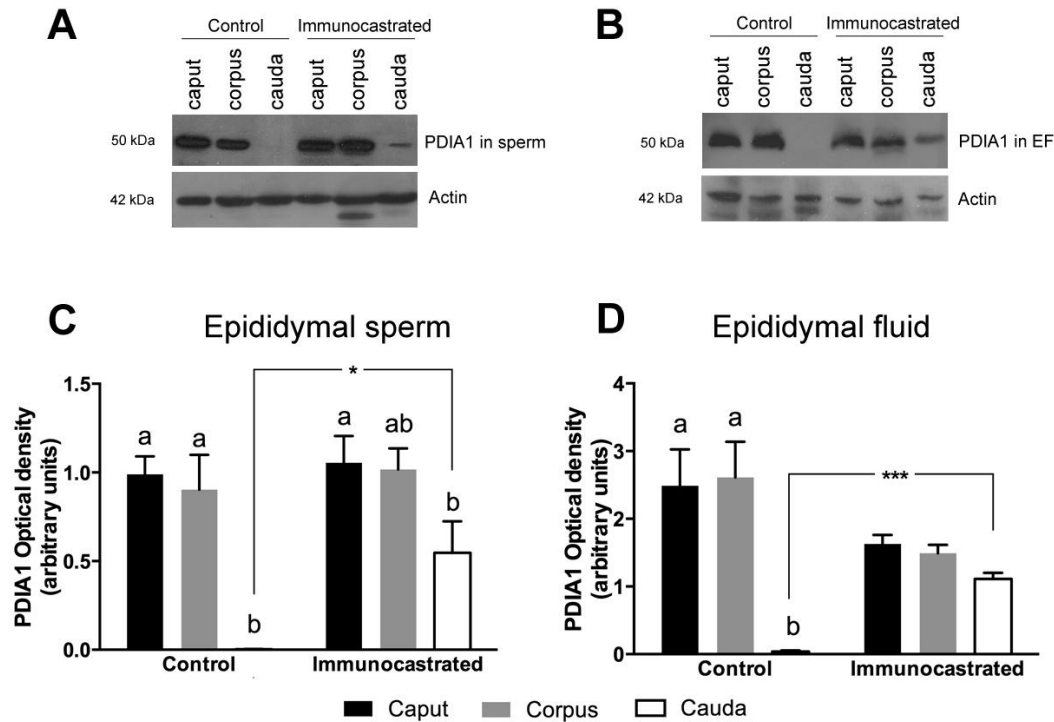 A
Control
Immunocastrated
caput
corpus
cauda
caput
corpus
cauda
50 kDa
PDIA1 in sperm
42 kDa
Actin
B
Control
Immunocastrated
caput
corpus
cauda
caput
corpus
cauda
50 kDa
PDIA1 in EF
42 kDa
Actin
C
Epididymal sperm
PDIA1 Optical density
(arbitrary units)
1.5
1.0
0.5
0.0
a
a
b
a
ab
b
*
Control
Immunocastrated
D
Epididymal fluid
PDIA1 Optical density
(arbitrary units)
4
3
2
1
0
a
a
b
***
Control
Immunocastrated
Caput
Corpus
Cauda